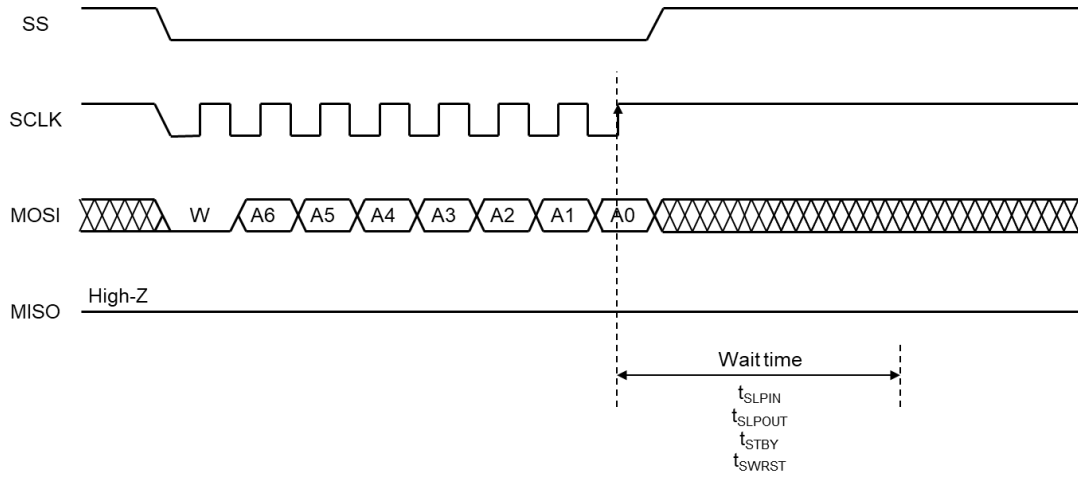 SS
SCLK
MOSI W A6 A5 A4 A3 A2 A1 A0
High-Z
MISO
Wait time
tSLPIN
tSLPOUT
tSTBY
tSWRST